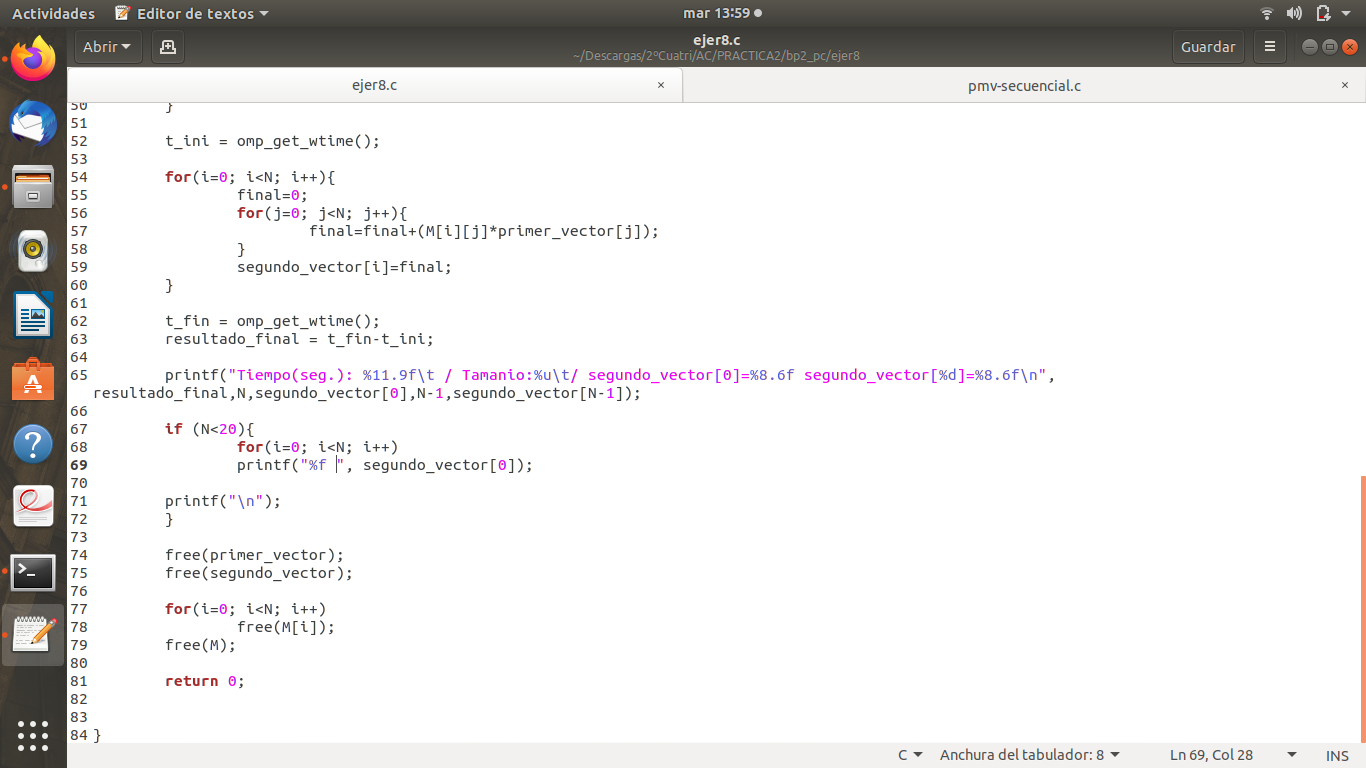 Actividades Editor de textos mar 13:59
Abrir ejer8.c Guardar
~/Descargas/2ºCuatri/AC/PRACTICA2/bp2_pc/ejer8
ejer8.c × pmv-secuencial.c ×
50 }
51
52 t_ini = omp_get_wtime();
53
54 for(i=0; i<N; i++){
55 final=0;
56 for(j=0; j<N; j++){
57 final=final+(M[i][j]*primer_vector[j]);
58 }
59 segundo_vector[i]=final;
60 }
61
62 t_fin = omp_get_wtime();
63 resultado_final = t_fin-t_ini;
64
65 printf("Tiempo(seg.): %11.9f\t / Tamanio:%u\t/ segundo_vector[0]=%8.6f segundo_vector[%d]=%8.6f\n",
resultado_final,N,segundo_vector[0],N-1,segundo_vector[N-1]);
66
67 if (N<20){
68 for(i=0; i<N; i++)
69 printf("%f ", segundo_vector[0]);
70
71 printf("\n");
72 }
73
74 free(primer_vector);
75 free(segundo_vector);
76
77 for(i=0; i<N; i++)
78 free(M[i]);
79 free(M);
80
81 return 0;
82
83
84 }
C Anchura del tabulador: 8 Ln 69, Col 28 INS